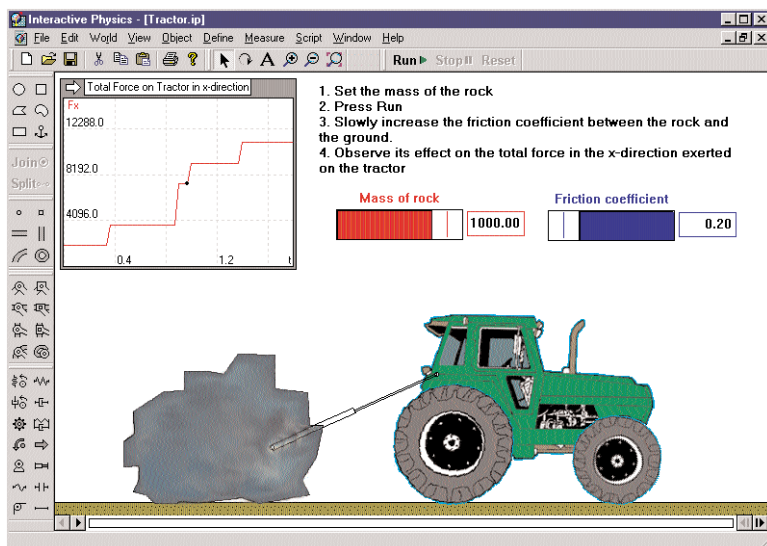 Interactive Physics - [Tractor.ip]
File Edit World View Object Define Measure Script Window Help
Run Stop Reset
Total Force on Tractor in x-direction
Fx
12288.0
8192.0
4096.0
0.4 1.2 t
1. Set the mass of the rock
2. Press Run
3. Slowly increase the friction coefficient between the rock and
the ground.
4. Observe its effect on the total force in the x-direction exerted
on the tractor
Mass of rock
1000.00
Friction coefficient
0.20
Join
Split